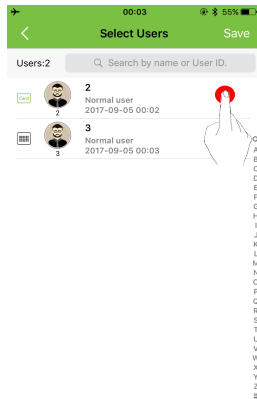 00:03 55%
Select Users Save
Users:2 Search by name or User ID.
Card
2
Normal user
2017-09-05 00:02
2
3
Normal user
2017-09-05 00:03
3
A
B
C
D
E
F
G
H
I
J
K
L
M
N
O
P
Q
R
S
T
U
V
W
X
Y
Z
#